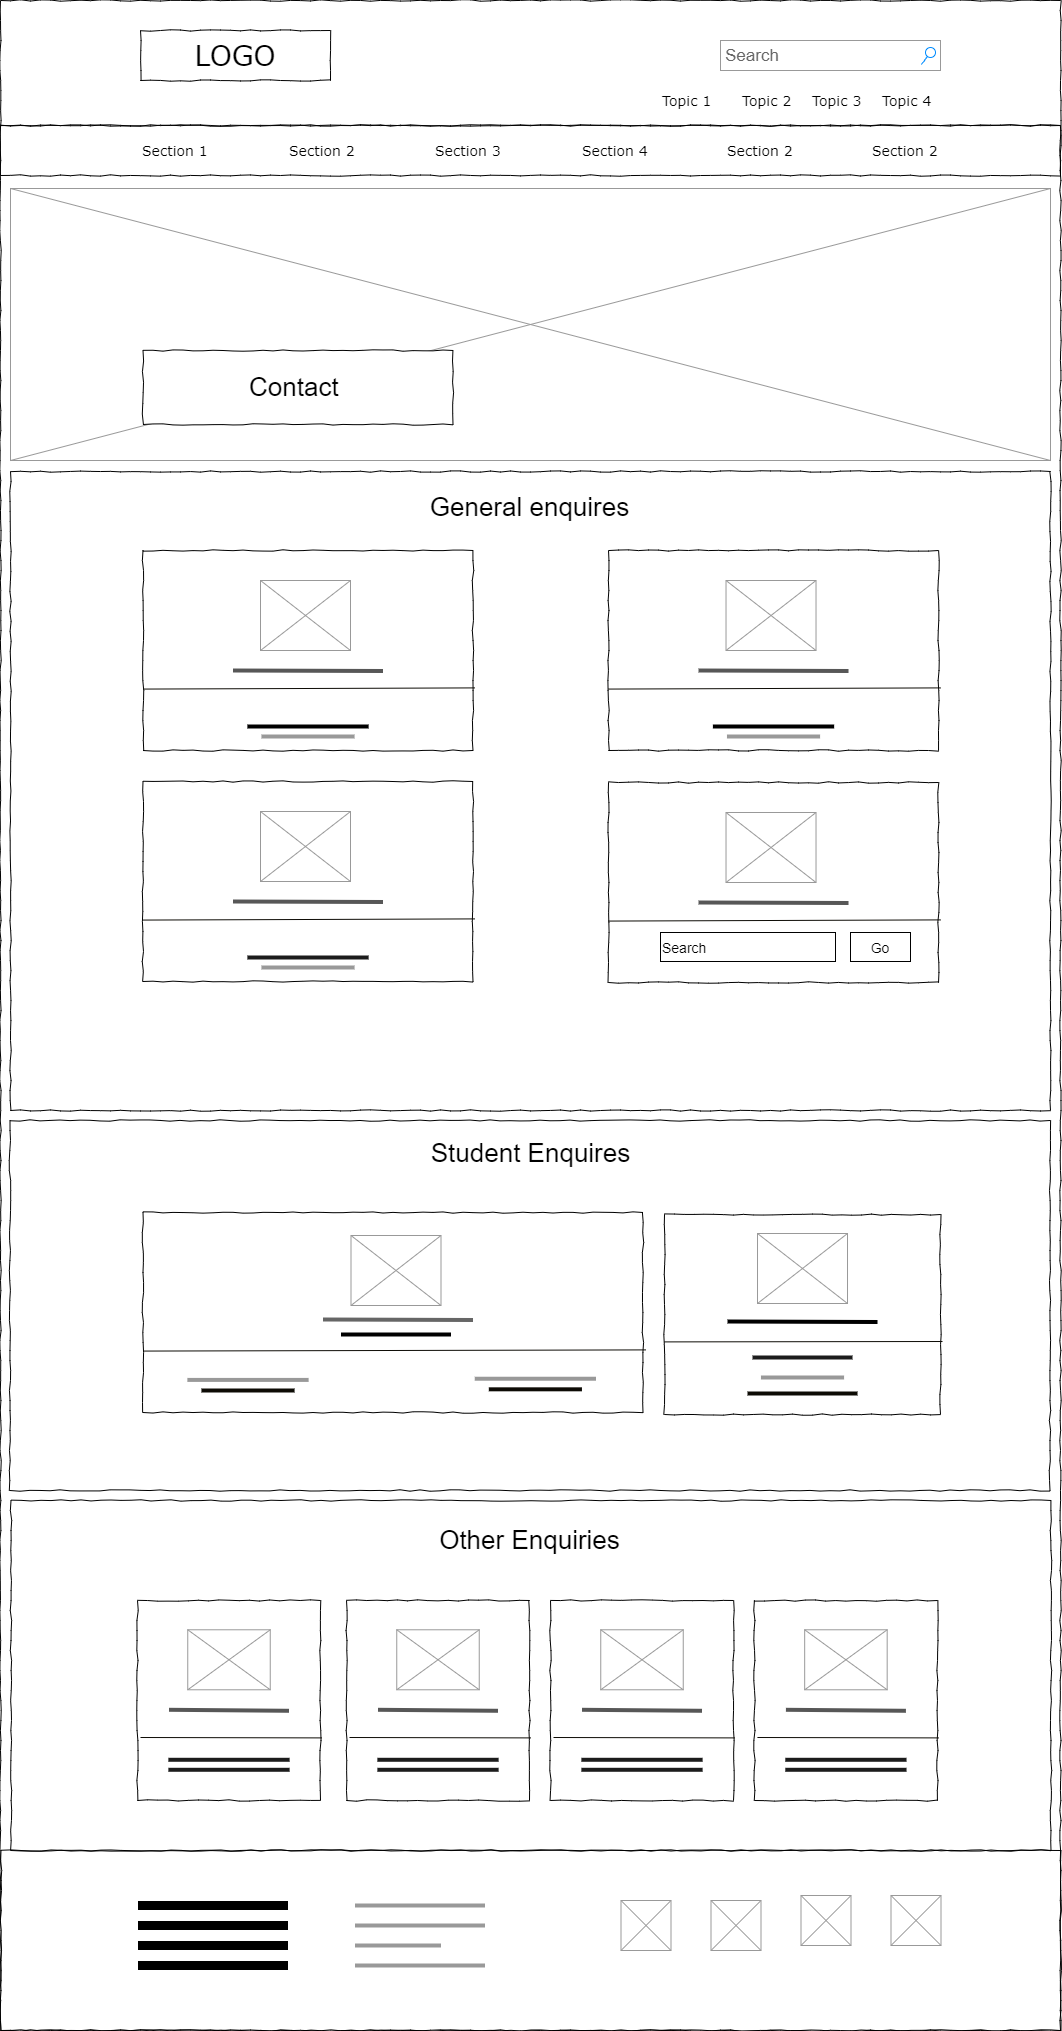 LOGO
Search
Topic 1 Topic 2 Topic 3 Topic 4
Section 1 Section 2 Section 3 Section 4 Section 2 Section 2
Contact
General enquires
Search Go
Student Enquires
Other Enquiries